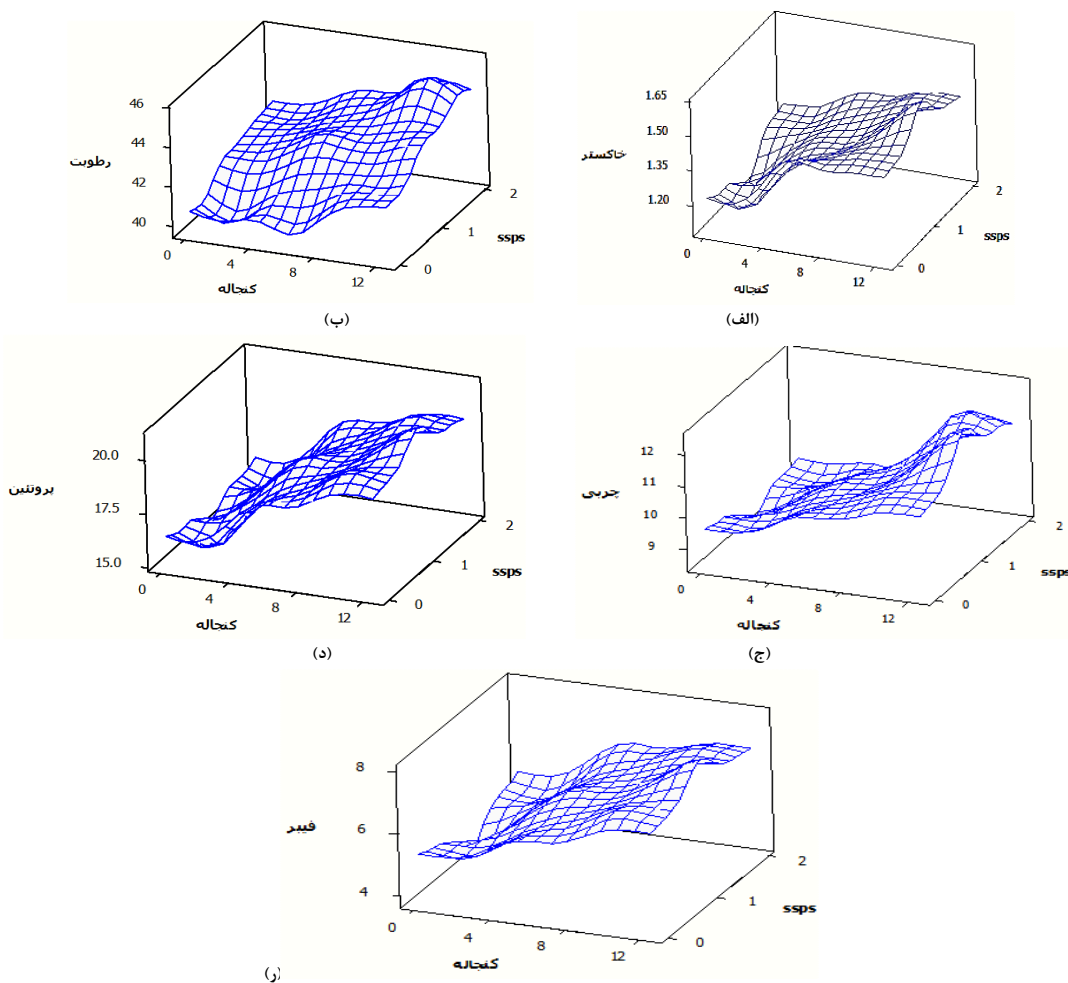 46
44
رطوبت
42
40
0
4
8
12
کنجاله
0
1
2
ssps
(ب)
1.65
1.50
خاکستر
1.35
1.20
0
4
8
12
کنجاله
0
1
2
ssps
(الف)
20.0
پروتئین
17.5
15.0
0
4
8
12
کنجاله
0
1
2
ssps
(د)
12
11
چربی
10
9
0
4
8
12
کنجاله
0
1
2
ssps
(ج)
8
فیبر
6
4
0
4
8
12
کنجاله
0
1
2
ssps
(ر)